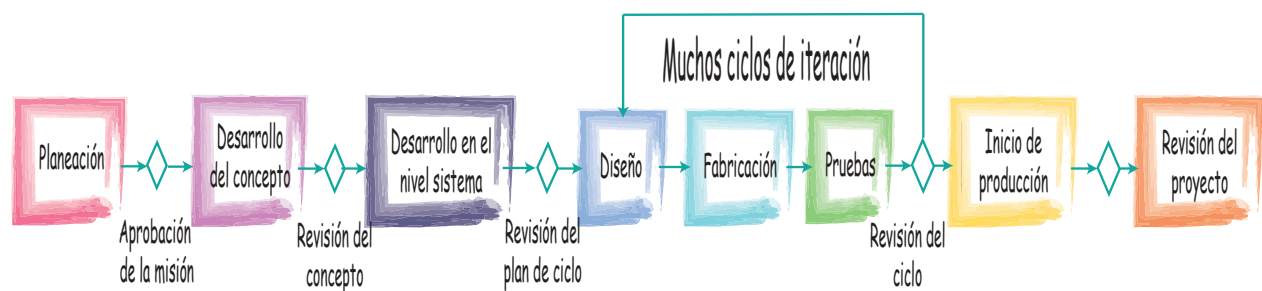 Muchos ciclos de iteración
Planeación
Desarrollo
del concepto
Desarrollo en el
nivel sistema
Diseño
Fabricación
Pruebas
Inicio de
producción
Revisión del
proyecto
Aprobación
de la misión
Revisión del
concepto
Revisión del
plan de ciclo
Revisión del
ciclo